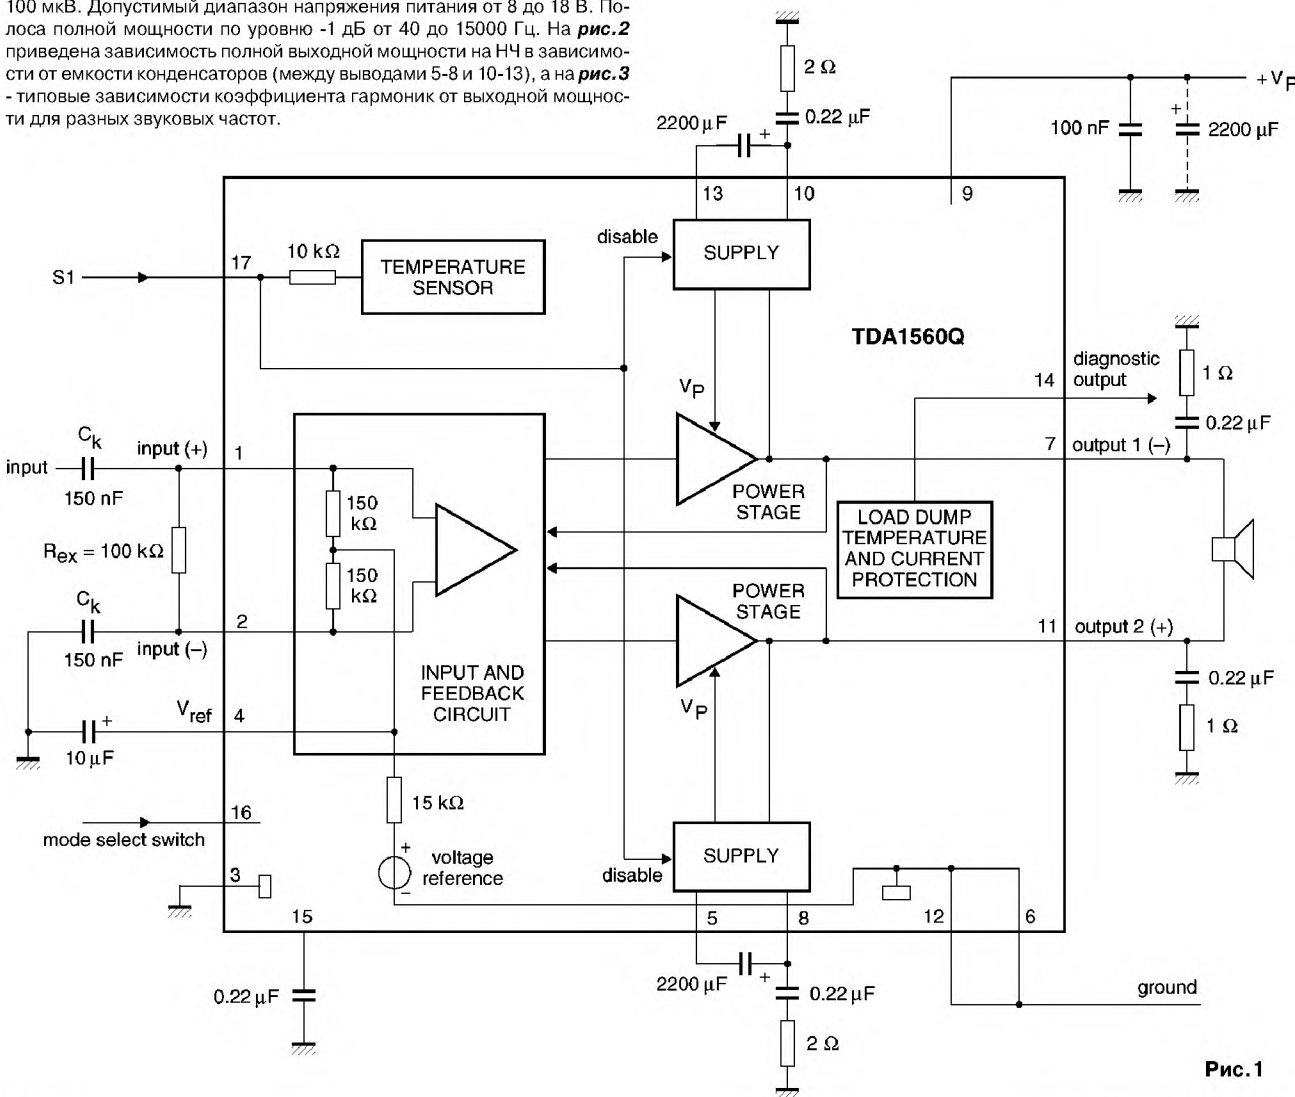 100 мкВ. Допустимый диапазон напряжения питания от 8 до 18 В. По-
лоса полной мощности по уровню -1 дБ от 40 до 15000 Гц. На рис.2
приведена зависимость полной выходной мощности на НЧ в зависимо-
сти от емкости конденсаторов (между выводами 5-8 и 10-13), а на рис.3
- типовые зависимости коэффициента гармоник от выходной мощнос-
ти для разных звуковых частот.
2 Ω
0.22 µF
2200 µF
+
+VP
100 nF
+
2200 µF
13
10
9
disable
SUPPLY
17
10 kΩ
S1
TEMPERATURE
SENSOR
TDA1560Q
VP
14
diagnostic
output
1 Ω
0.22 µF
Ck
input
150 nF
input (+)
1
7
output 1 (–)
150
kΩ
POWER
STAGE
LOAD DUMP
TEMPERATURE
AND CURRENT
PROTECTION
Rex = 100 kΩ
150
kΩ
POWER
STAGE
Ck
150 nF
input (–)
2
11
output 2 (+)
INPUT AND
FEEDBACK
CIRCUIT
VP
0.22 µF
1 Ω
Vref
4
+
10 µF
15 kΩ
16
mode select switch
+
–
voltage
reference
SUPPLY
disable
3
15
5
8
12
6
0.22 µF
2200 µF
+
0.22 µF
2 Ω
ground
Рис.1